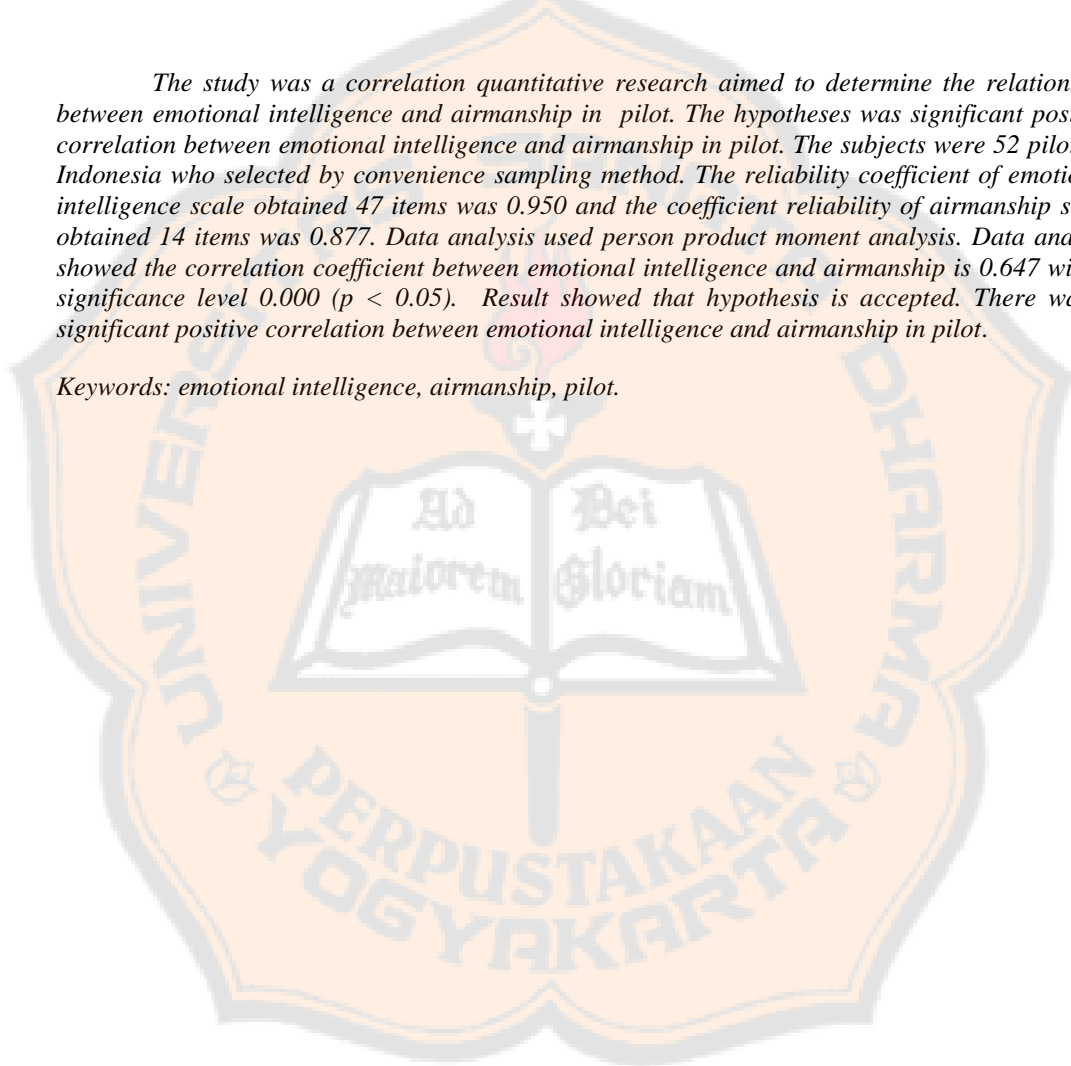 The study was a correlation quantitative research aimed to determine the relation
between emotional intelligence and airmanship in pilot. The hypotheses was significant pos
correlation between emotional intelligence and airmanship in pilot. The subjects were 52 pilo
Indonesia who selected by convenience sampling method. The reliability coefficient of emotio
intelligence scale obtained 47 items was 0.950 and the coefficient reliability of airmanship s
obtained 14 items was 0.877. Data analysis used person product moment analysis. Data ana
showed the correlation coefficient between emotional intelligence and airmanship is 0.647 wi
significance level 0.000 (p < 0.05). Result showed that hypothesis is accepted. There wa
significant positive correlation between emotional intelligence and airmanship in pilot.
Keywords: emotional intelligence, airmanship, pilot.
UNIVERSITAS SANATA DHARMA
Ad Dei
Maiorem Gloriam
PERPUSTAKAAN
YOGYAKARTA